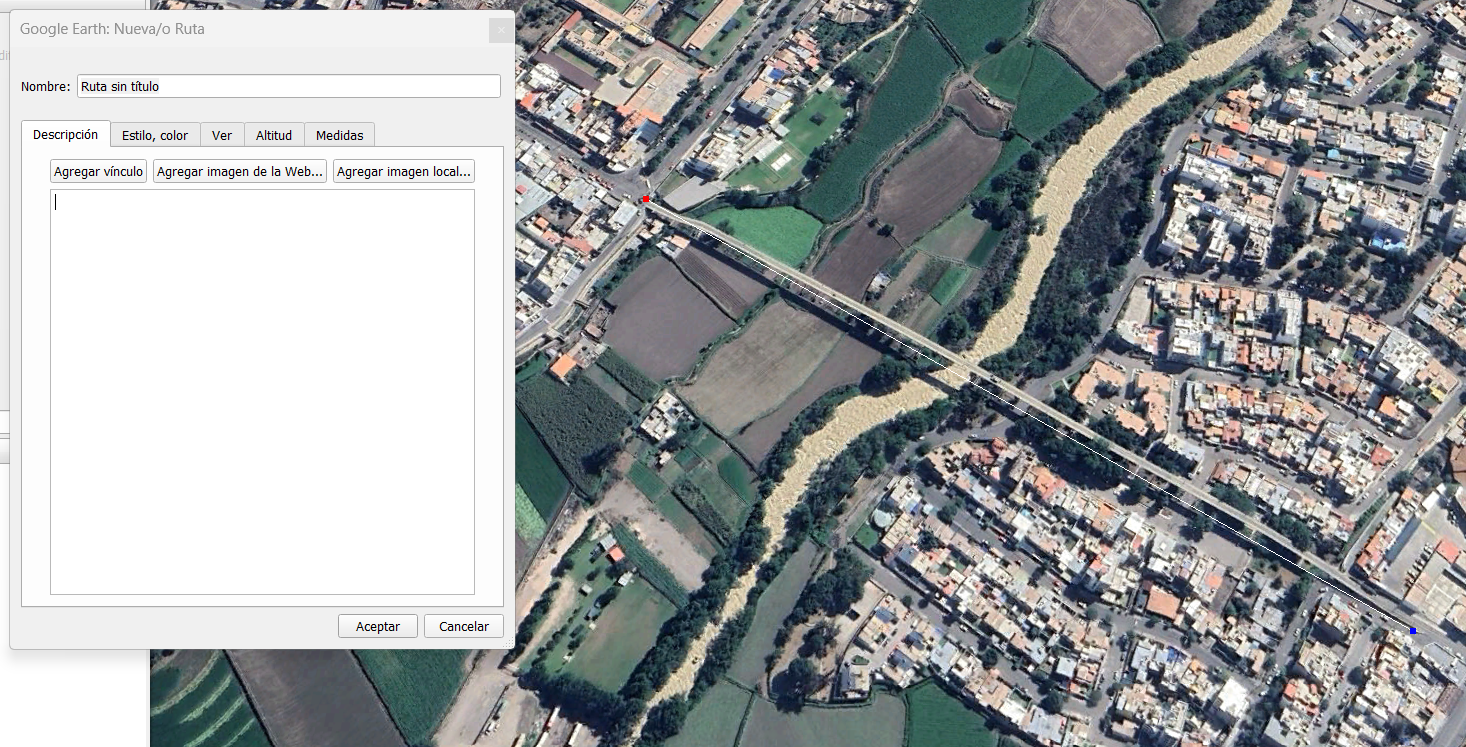 Google Earth: Nueva/o Ruta
Nombre: Ruta sin título
Descripción Estilo, color Ver Altitud Medidas
Agregar vínculo Agregar imagen de la Web... Agregar imagen local...
Aceptar Cancelar